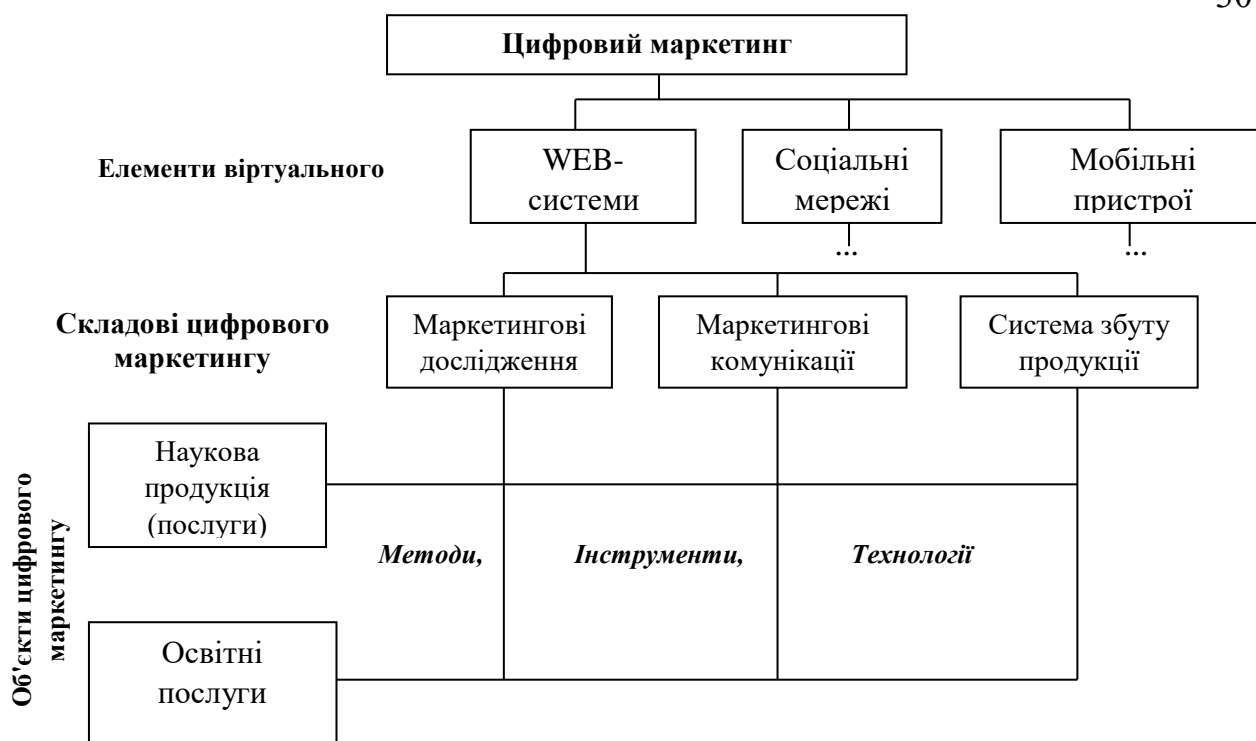 Цифровий маркетинг
Елементи віртуального
WEB-
системи
Соціальні
мережі
Мобільні
пристрої
...
...
Складові цифрового
маркетингу
Маркетингові
дослідження
Маркетингові
комунікації
Система збуту
продукції
Об'єкти цифрового
маркетингу
Наукова
продукція
(послуги)
Методи,
Інструменти,
Технології
Освітні
послуги